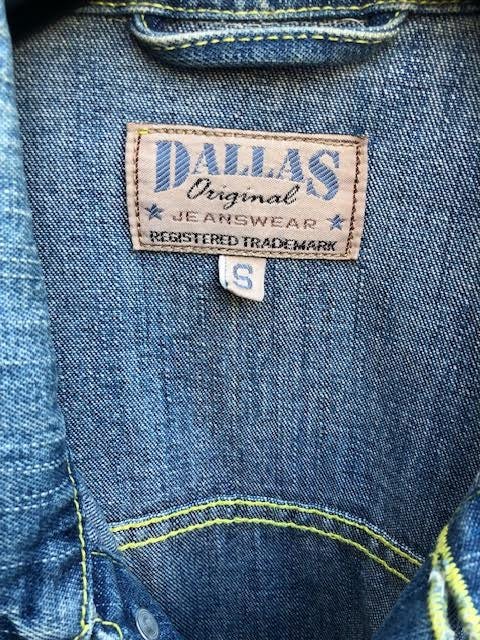 DALLAS
Original
JEANSWEAR
REGISTERED TRADEMARK
S